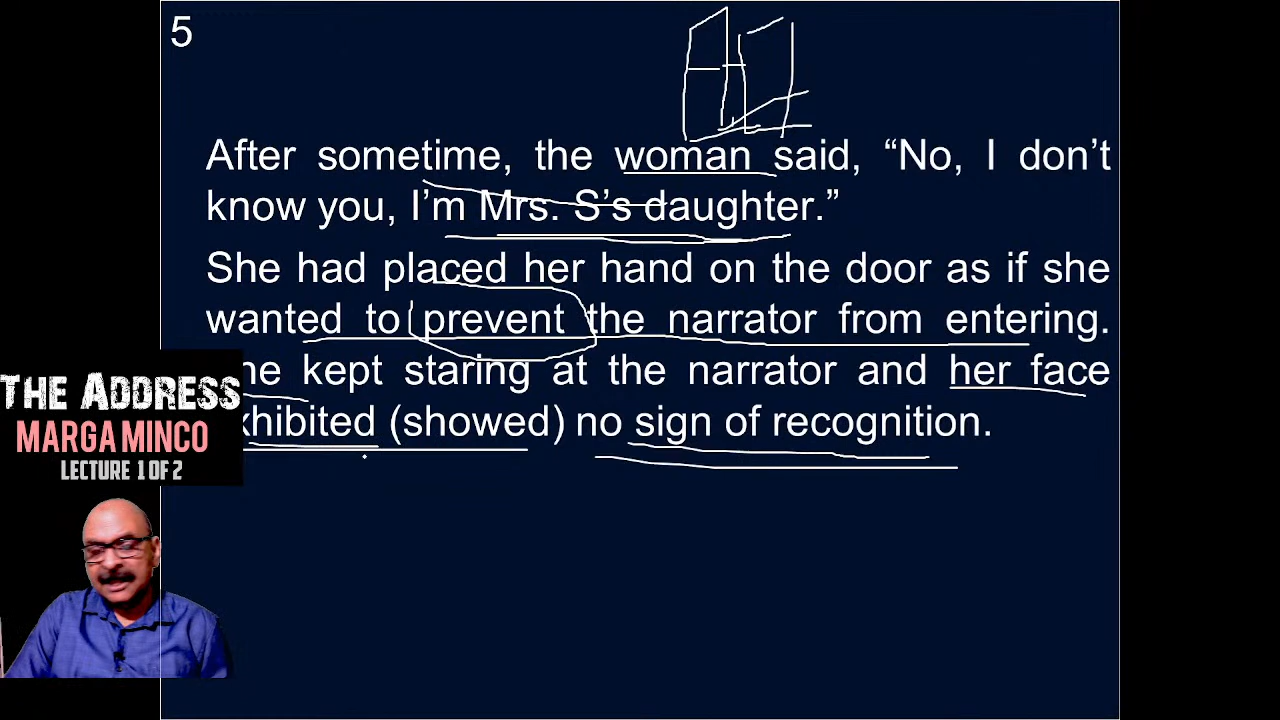 5
After sometime, the woman said, “No, I don’t
know you, I’m Mrs. S’s daughter.”
She had placed her hand on the door as if she
wanted to prevent the narrator from entering.
kept staring at the narrator and her face
(showed) no sign of recognition.
THE ADDRESS
MARGA MINCO
LECTURE 1 OF 2